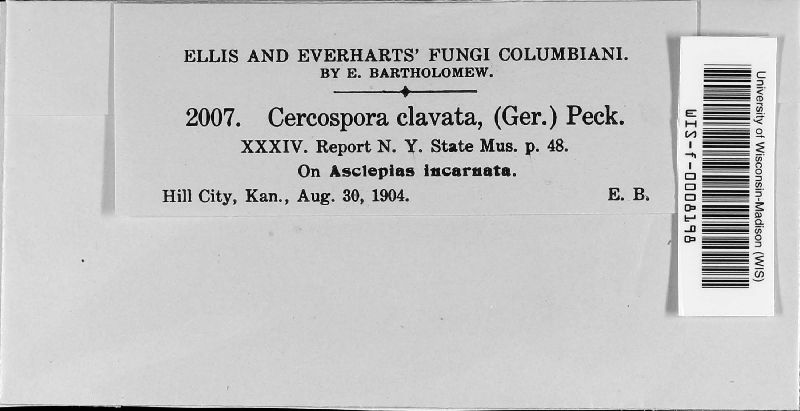 ELLIS AND EVERHARTS' FUNGI COLUMBIANI.
BY E. BARTHOLOMEW.
2007. Cercospora clavata, (Ger.) Peck.
XXXIV. Report N. Y. State Mus. p. 48.
On Asclepias incarnata.
Hill City, Kan., Aug. 30, 1904. E. B.
University of Wisconsin-Madison (WIS)
WIS-f-0008198